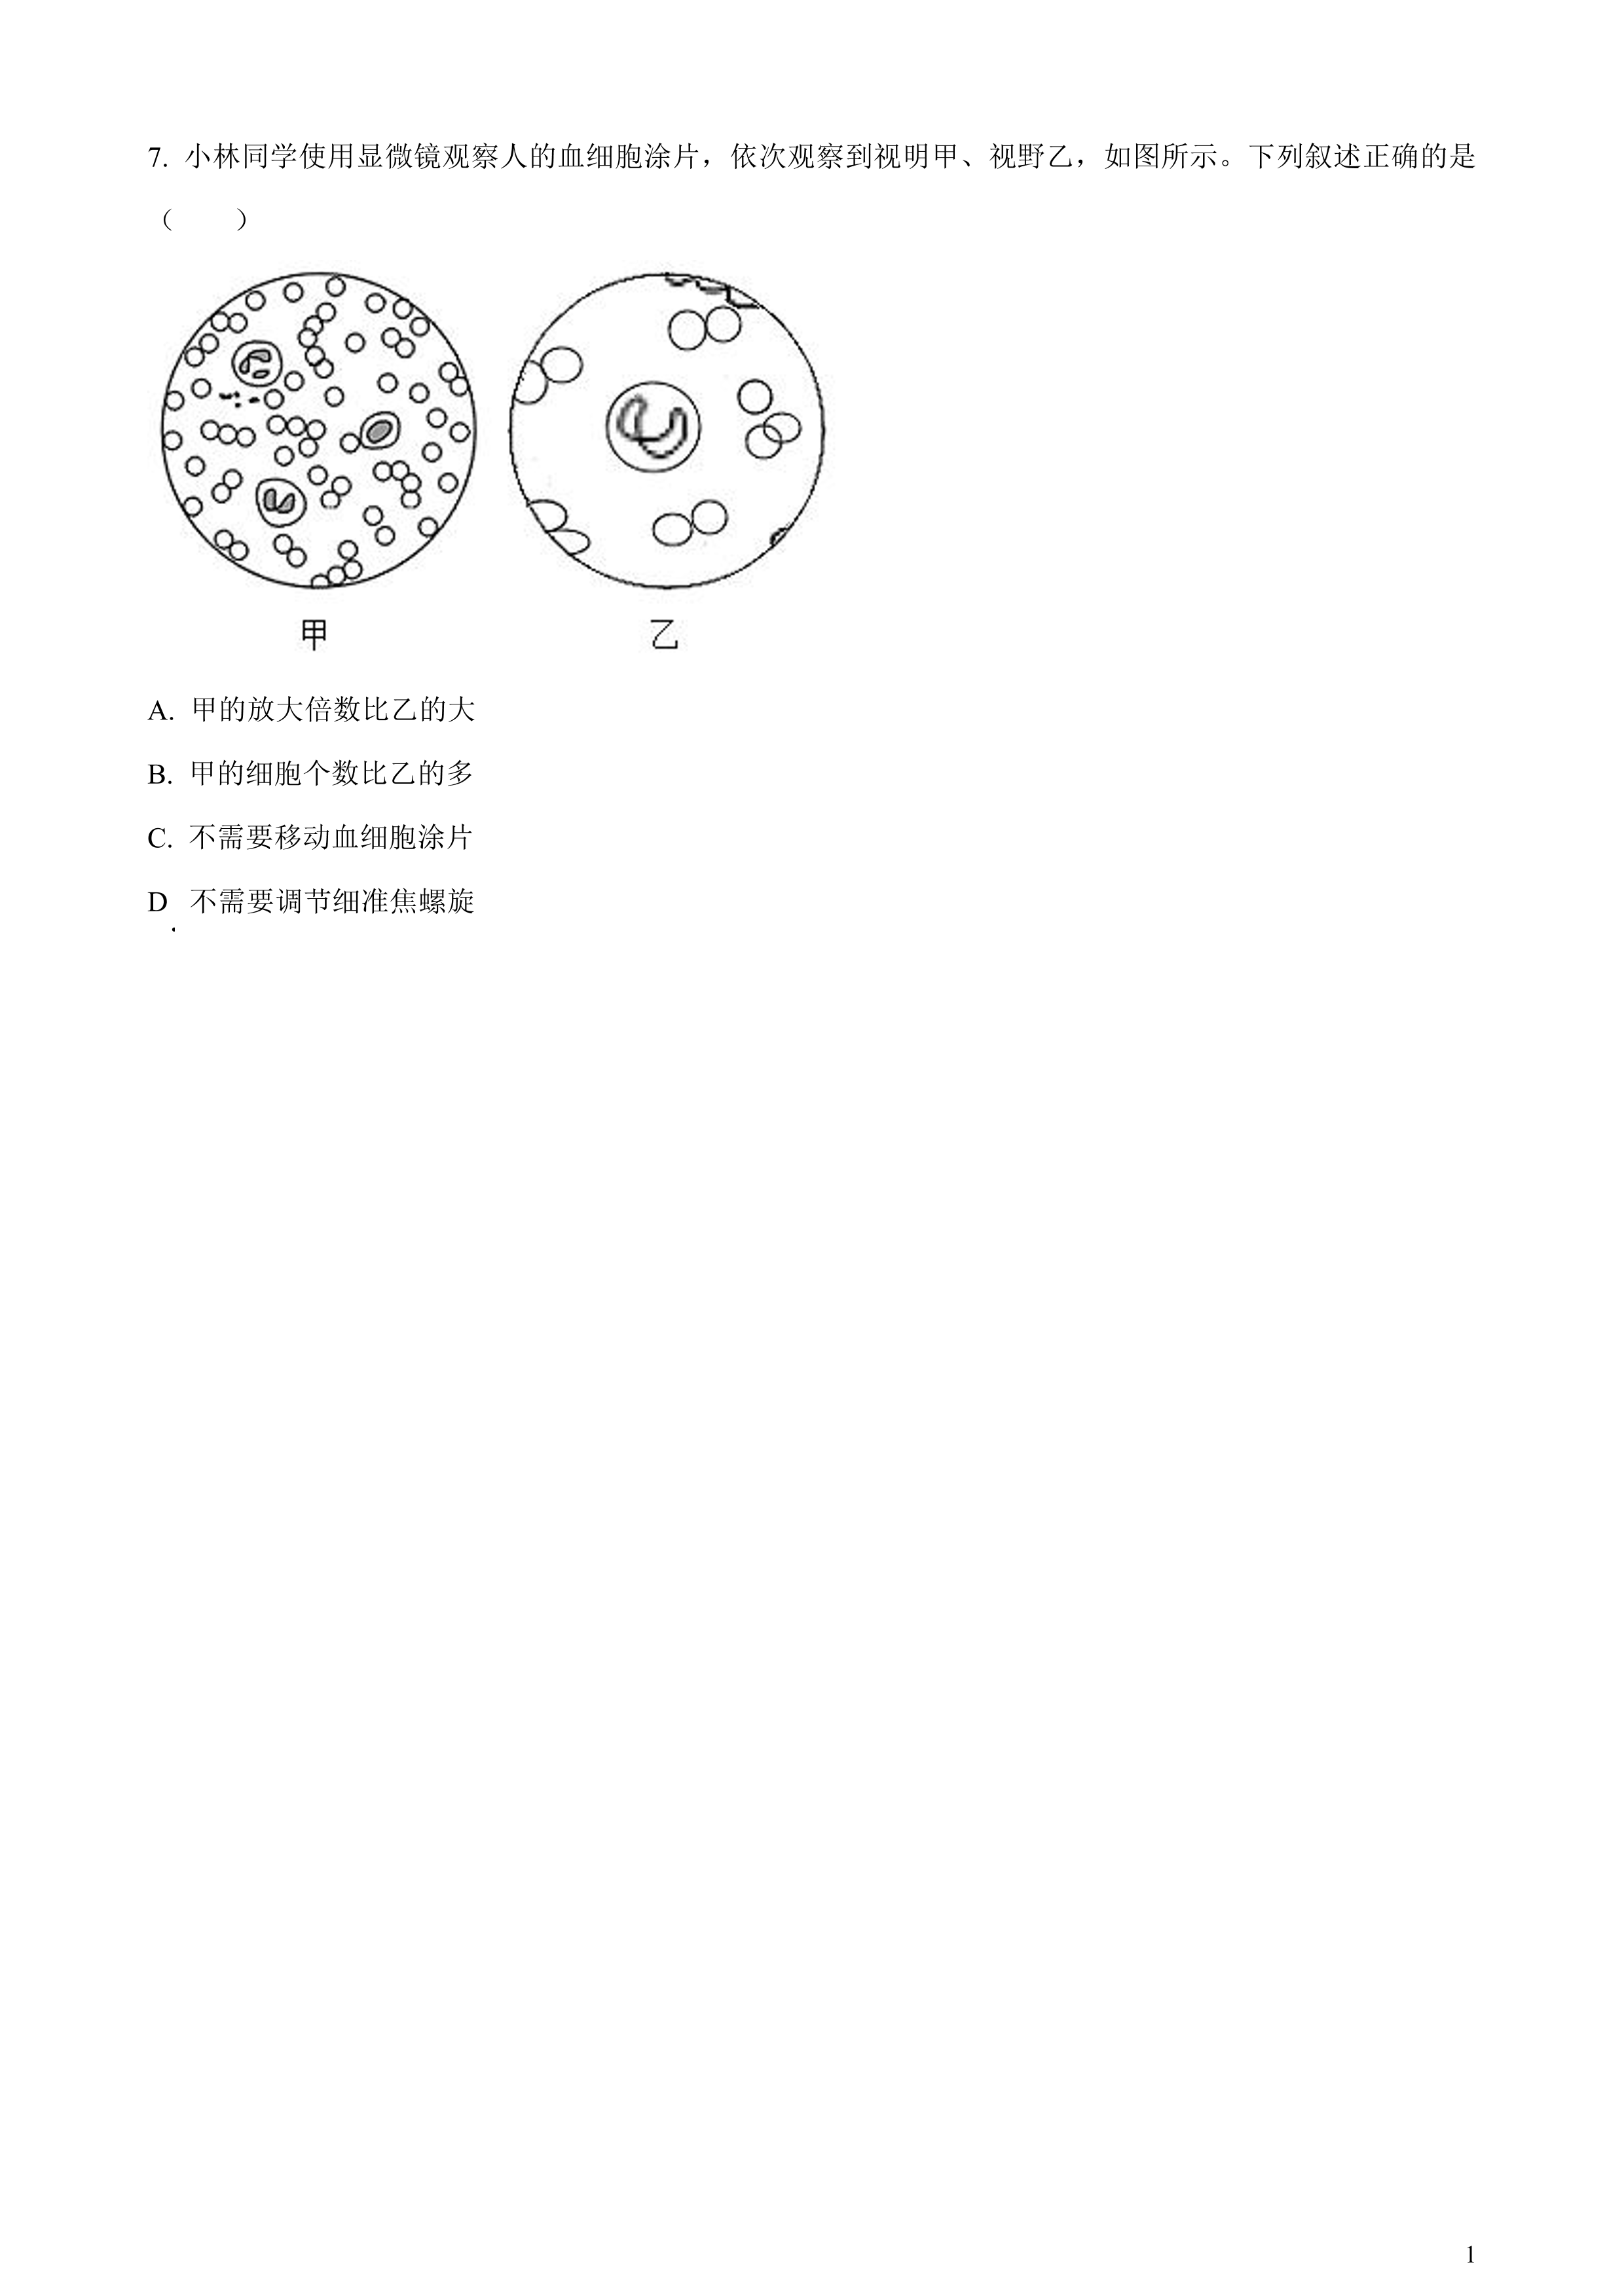 7. 小林同学使用显微镜观察人的血细胞涂片，依次观察到视明甲、视野乙，如图所示。下列叙述正确的是
（　　）
甲 乙
A. 甲的放大倍数比乙的大
B. 甲的细胞个数比乙的多
C. 不需要移动血细胞涂片
D. 不需要调节细准焦螺旋
1